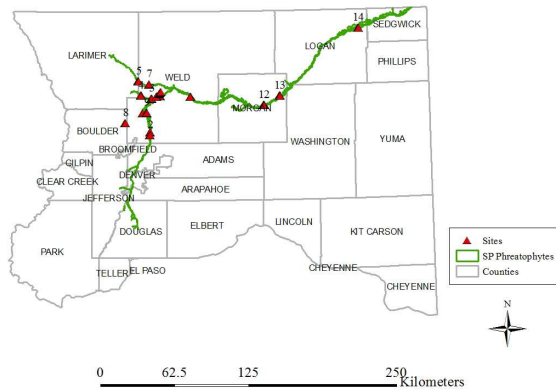 14
SEDGWICK
LOGAN
LARIMER
PHILLIPS
5
7
WELD
13
12
MORGAN
8
BOULDER
WASHINGTON
YUMA
BROOMFIELD
GILPIN
ADAMS
DENVER
CLEAR CREEK
ARAPAHOE
JEFFERSON
DOUGLAS
ELBERT
LINCOLN
KIT CARSON
PARK
TELLER
EL PASO
CHEYENNE
CHEYENNE
Sites
SP Phreatophytes
Counties
N
0 62.5 125 250
Kilometers